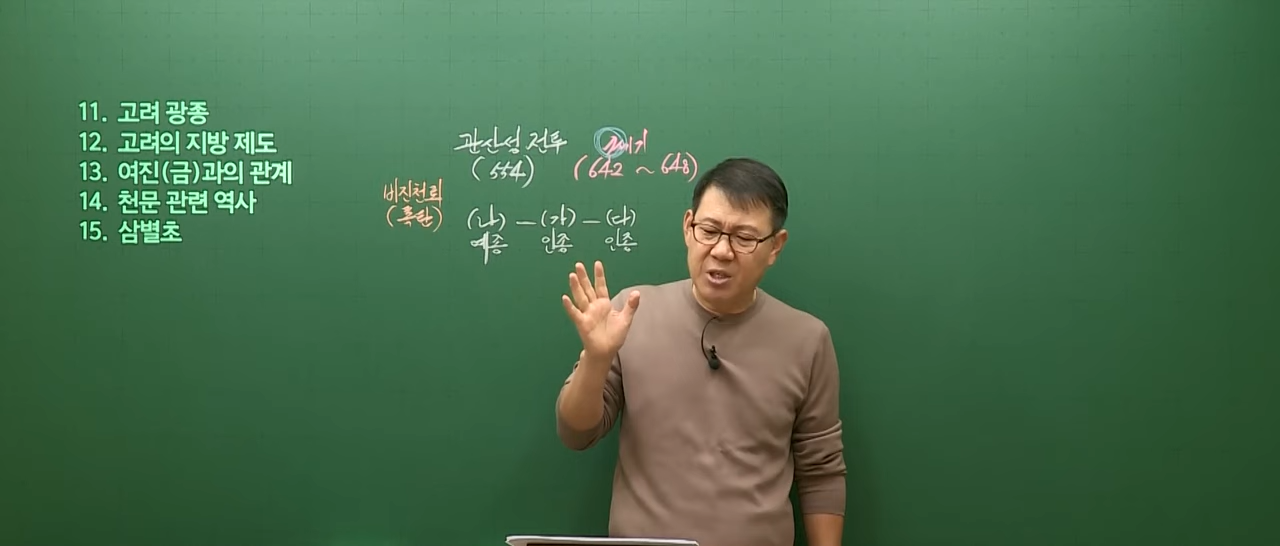 11. 고려 광종
12. 고려의 지방 제도
13. 여진(금)과의 관계
14. 천문 관련 역사
15. 삼별초
관산성 전투
(554)
(642 ~ 648)
비진천뢰
(폭탄)
(나) - (가) - (다)
예종 인종 인종